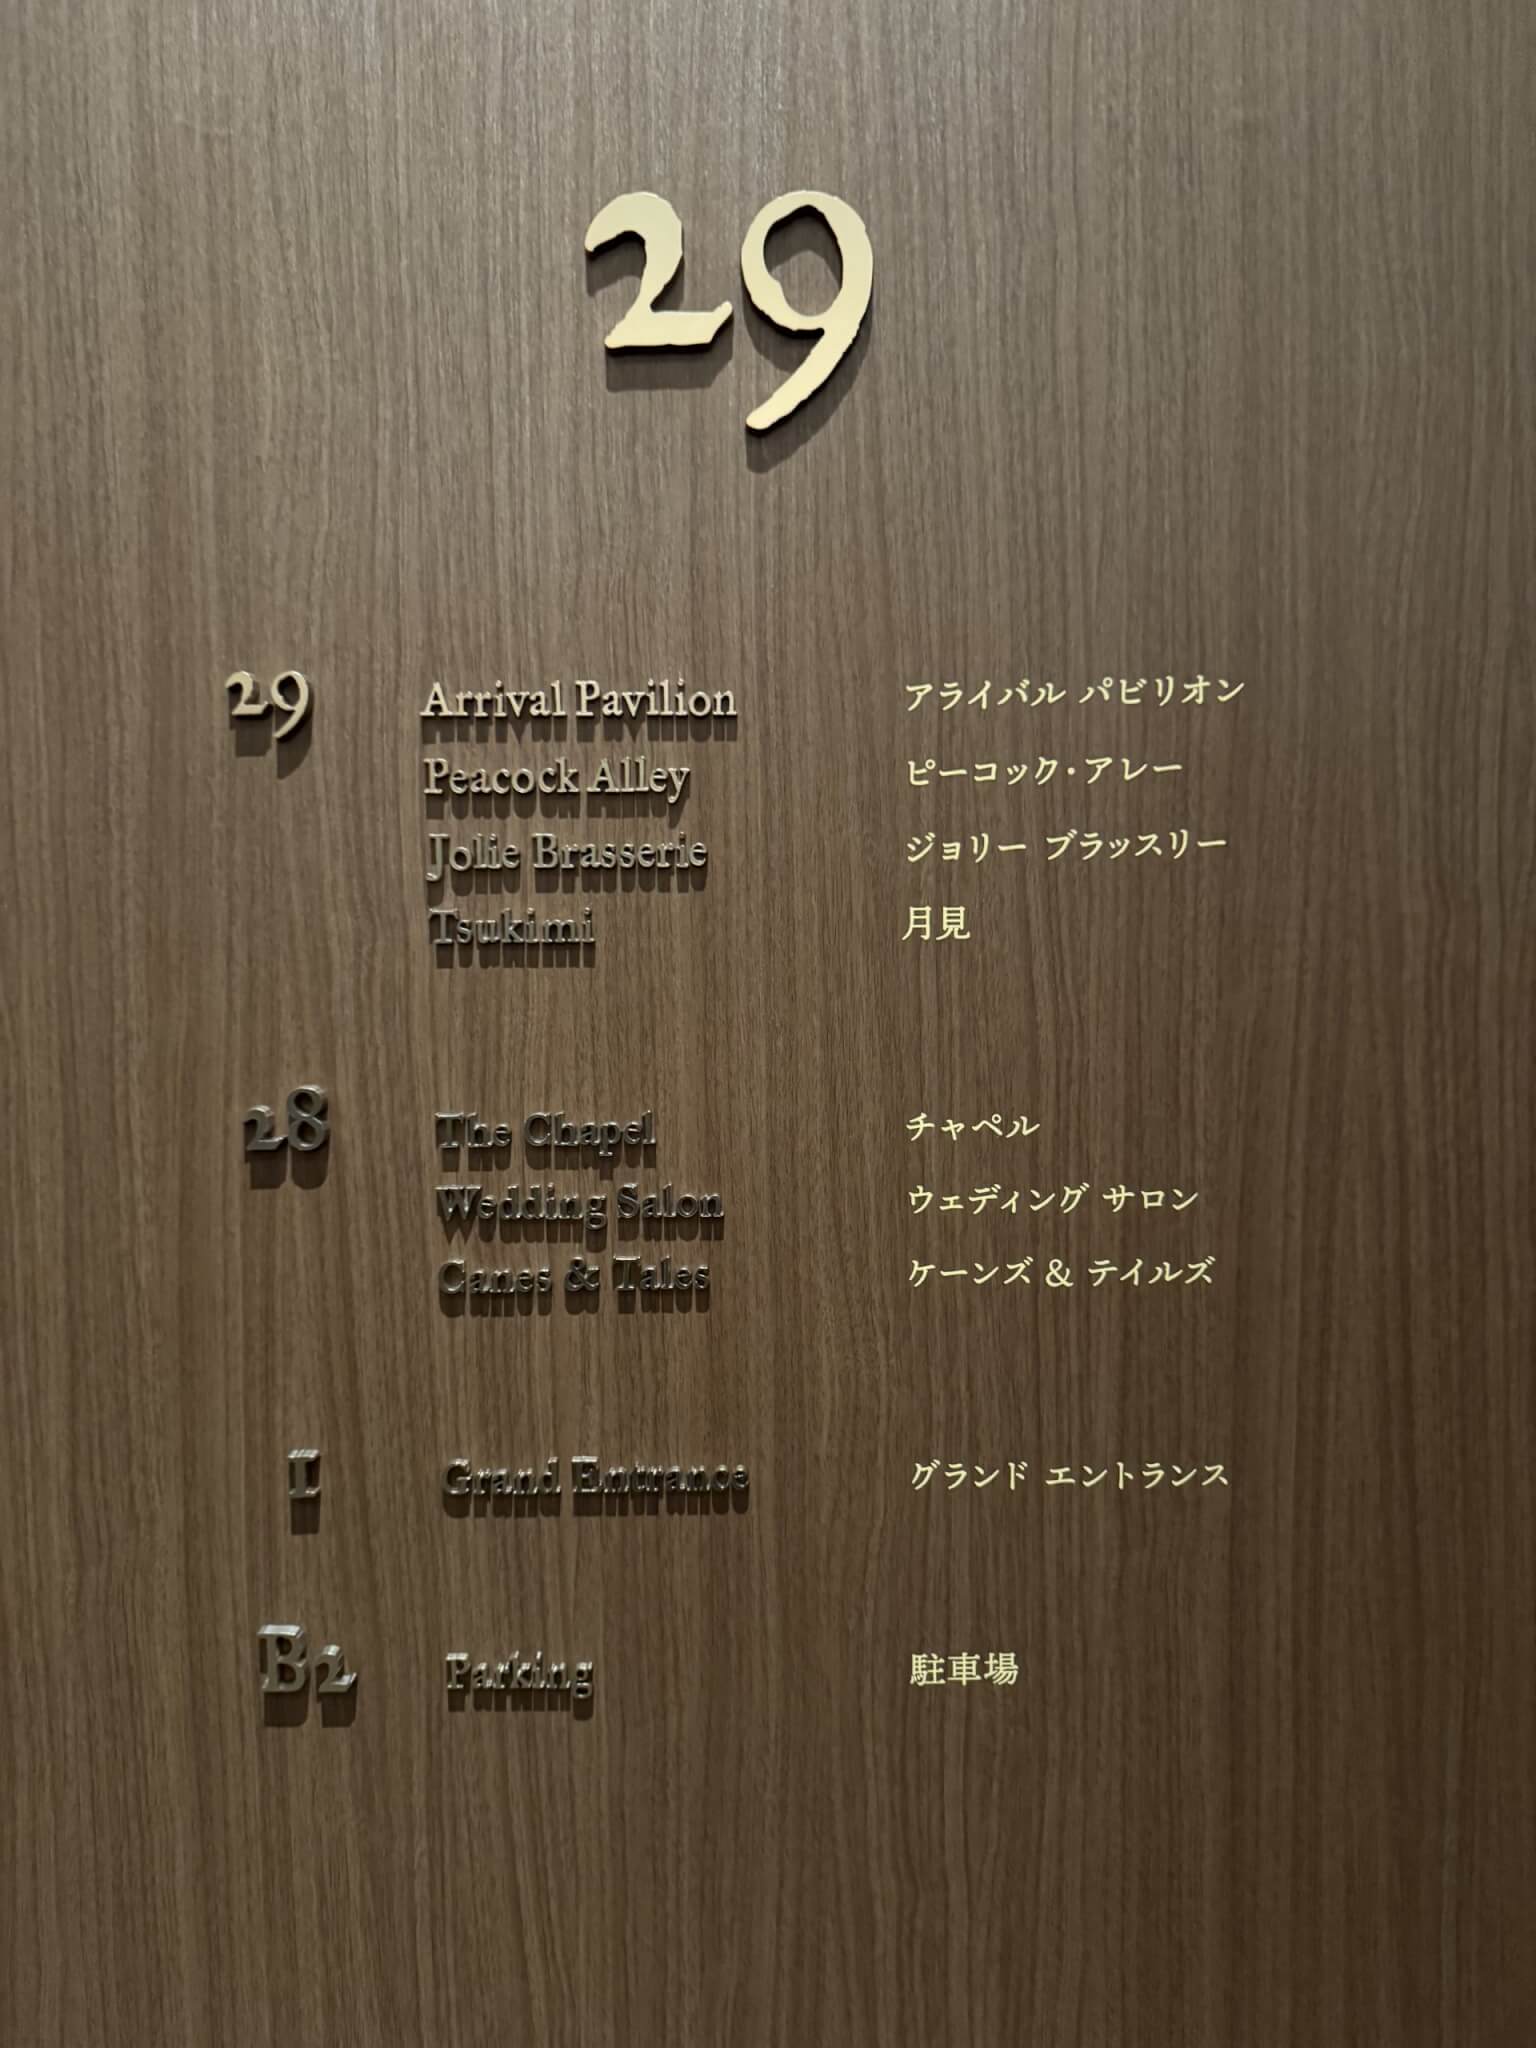 29
29 Arrival Pavilion アライバル パビリオン
Peacock Alley ピーコック・アレー
Jolie Brasserie ジョリー ブラッスリー
Tsukimi 月見
28 The Chapel チャペル
Wedding Salon ウェディング サロン
Canes & Tales ケーンズ & テイルズ
1 Grand Entrance グランド エントランス
B2 Parking 駐車場